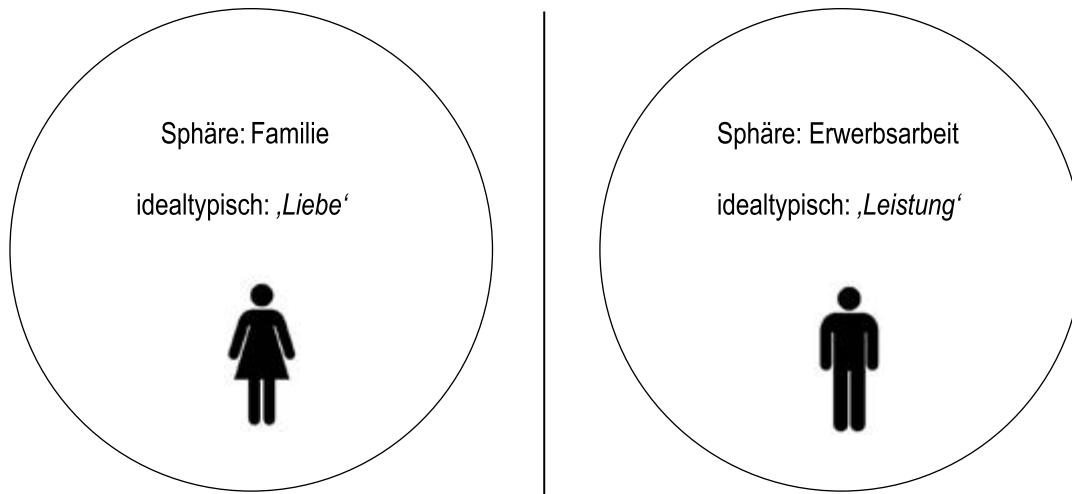 Sphäre: Familie
idealtypisch: ‚Liebe‘
Sphäre: Erwerbsarbeit
idealtypisch: ‚Leistung‘